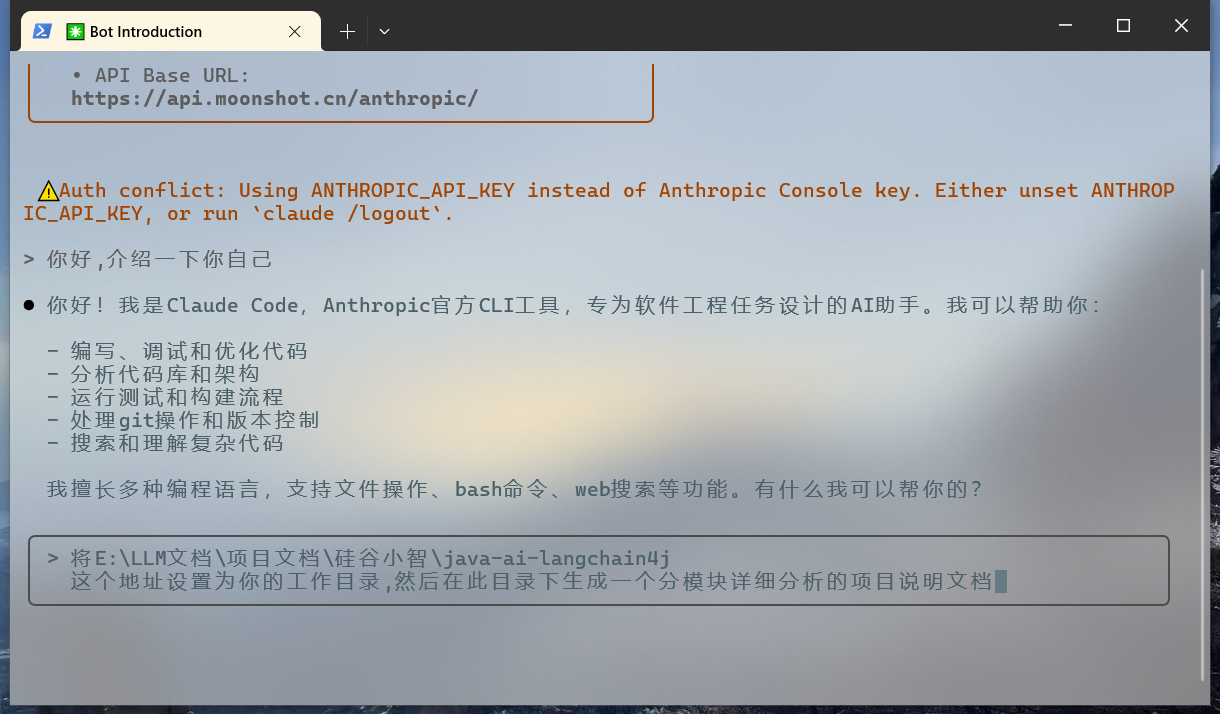 Bot Introduction
• API Base URL:
https://api.moonshot.cn/anthropic/
Auth conflict: Using ANTHROPIC_API_KEY instead of Anthropic Console key. Either unset ANTHROP
IC_API_KEY, or run `claude /logout`.
> 你好,介绍一下你自己
● 你好！我是Claude Code，Anthropic官方CLI工具，专为软件工程任务设计的AI助手。我可以帮助你：
- 编写、调试和优化代码
- 分析代码库和架构
- 运行测试和构建流程
- 处理git操作和版本控制
- 搜索和理解复杂代码
我擅长多种编程语言，支持文件操作、bash命令、web搜索等功能。有什么我可以帮你的？
> 将E:\LLM文档\项目文档\硅谷小智\java-ai-langchain4j
这个地址设置为你的工作目录,然后在此目录下生成一个分模块详细分析的项目说明文档